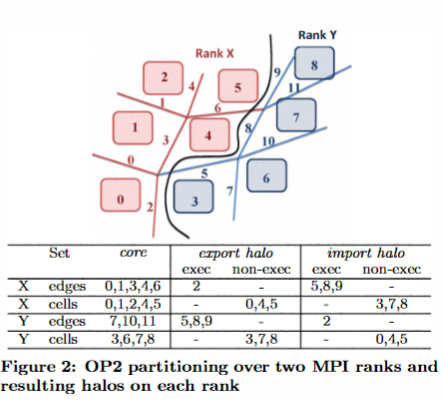 Rank Y
Rank X
2
4
5
9
8
1
6
11
1
3
4
8
7
0
10
0
2
5
3
7
6
Set core export halo import halo
exec non-exec exec non-exec
X edges 0,1,3,4,6 2 - 5,8,9 -
X cells 0,1,2,4,5 - 0,4,5 - 3,7,8
Y edges 7,10,11 5,8,9 - 2 -
Y cells 3,6,7,8 - 3,7,8 - 0,4,5
Figure 2: OP2 partitioning over two MPI ranks and
resulting halos on each rank